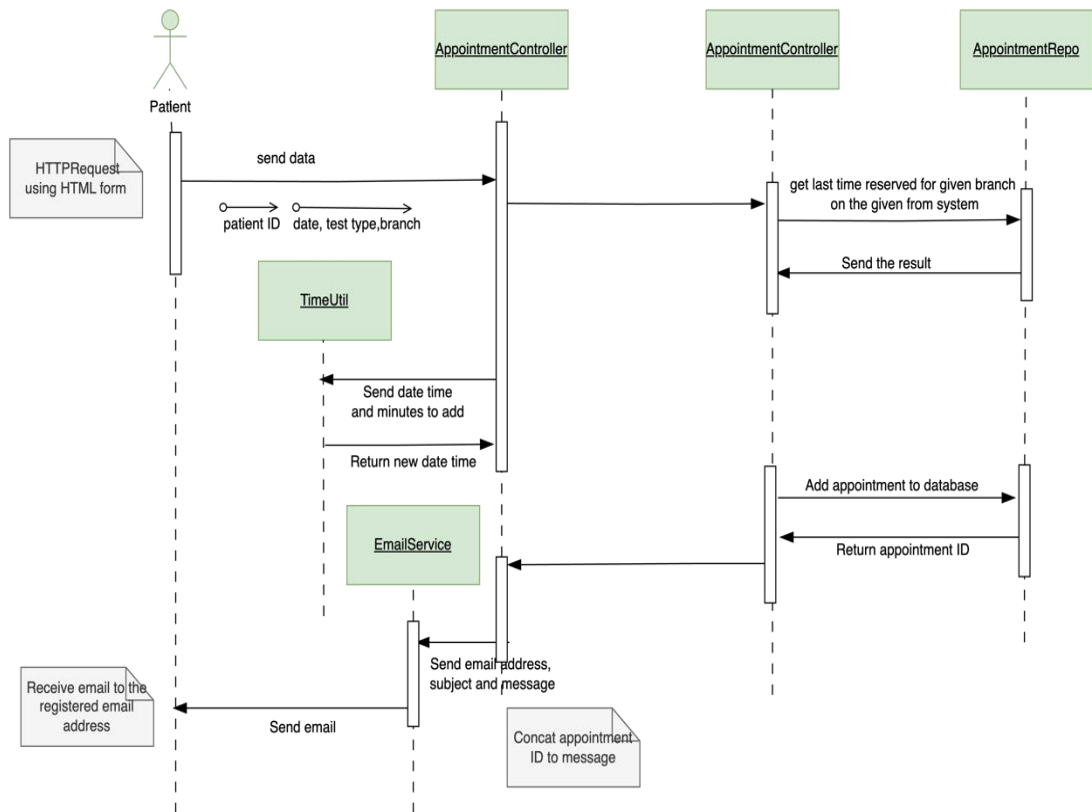 AppointmentController
AppointmentController
AppointmentRepo
Patient
HTTPRequest
using HTML form
send data
patient ID
date, test type,branch
get last time reserved for given branch
on the given from system
Send the result
TimeUtil
Send date time
and minutes to add
Return new date time
Add appointment to database
Return appointment ID
EmailService
Send email address,
subject and message
Receive email to the
registered email
address
Send email
Concat appointment
ID to message